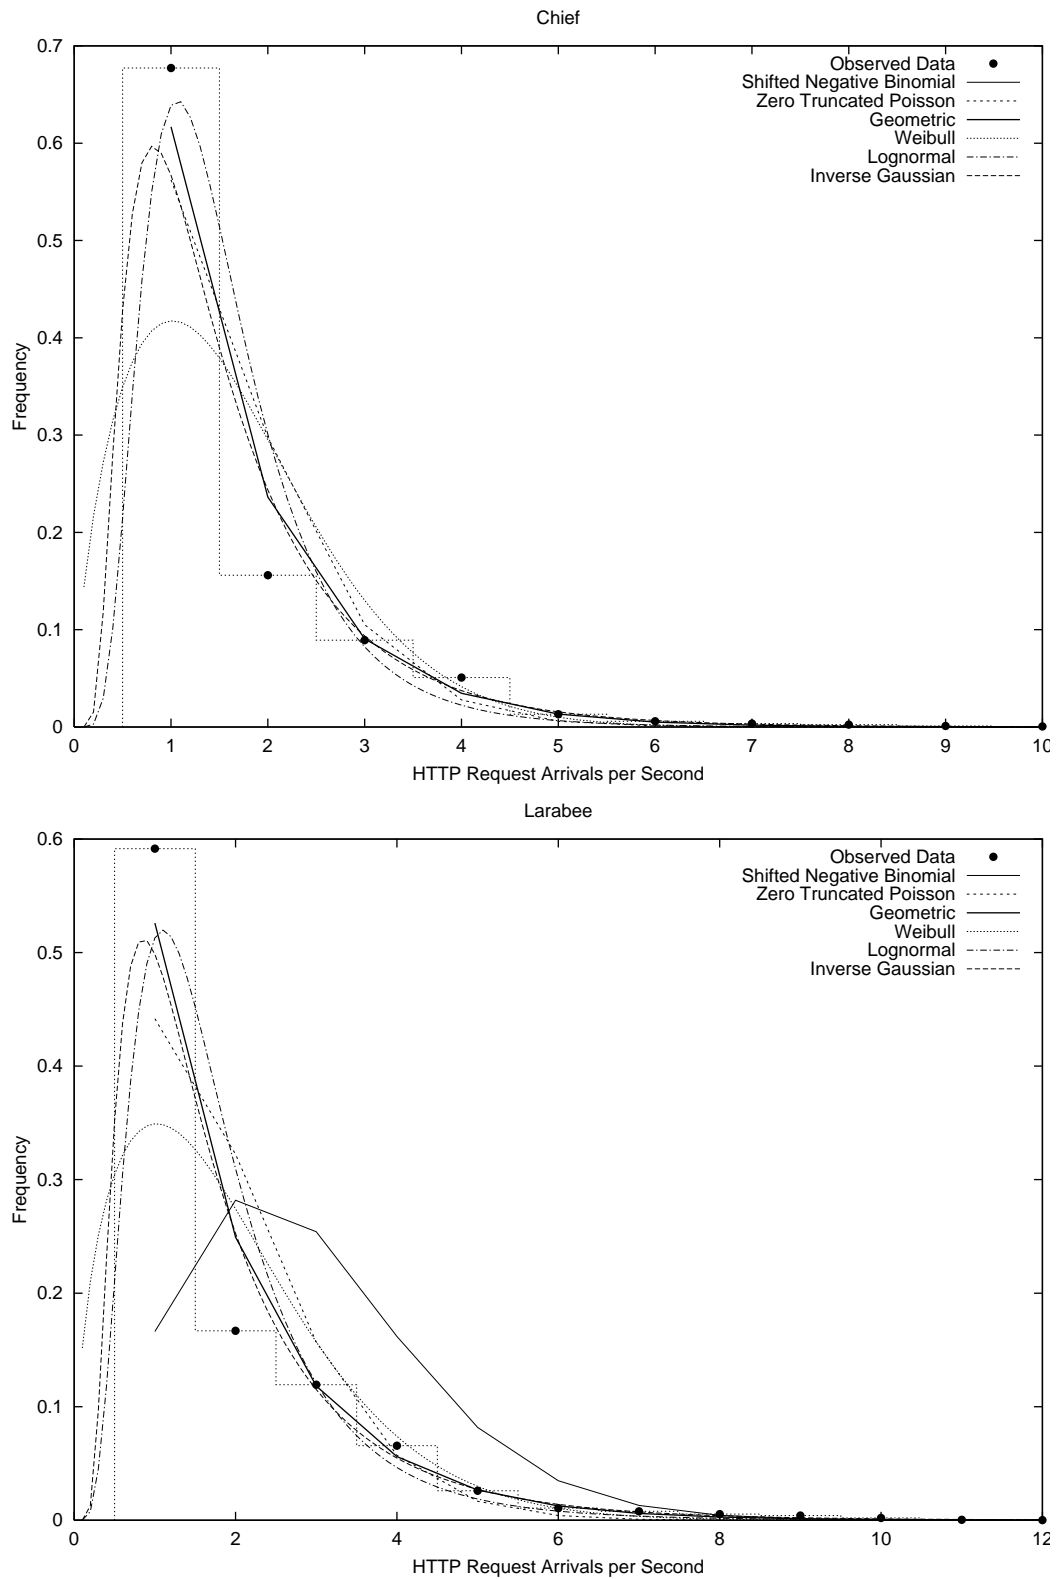 Chief
0.7
0.6
0.5
0.4
0.3
0.2
0.1
0
Frequency
Observed Data
Shifted Negative Binomial
Zero Truncated Poisson
Geometric
Weibull
Lognormal
Inverse Gaussian
0 1 2 3 4 5 6 7 8 9 10
HTTP Request Arrivals per Second
Larabee
0.6
0.5
0.4
0.3
0.2
0.1
0
Frequency
Observed Data
Shifted Negative Binomial
Zero Truncated Poisson
Geometric
Weibull
Lognormal
Inverse Gaussian
0 2 4 6 8 10 12
HTTP Request Arrivals per Second